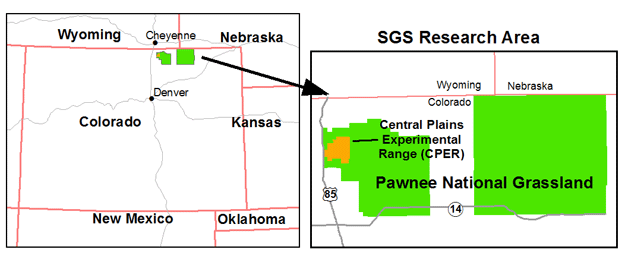 Wyoming
Cheyenne
Nebraska
Denver
Colorado
Kansas
New Mexico
Oklahoma
SGS Research Area
Wyoming
Nebraska
Colorado
Central Plains
Experimental
Range (CPER)
Pawnee National Grassland
85
14